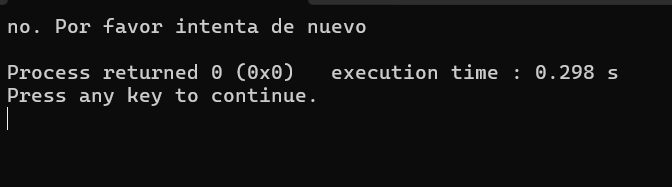 no. Por favor intenta de nuevo
Process returned 0 (0x0)   execution time : 0.298 s
Press any key to continue.